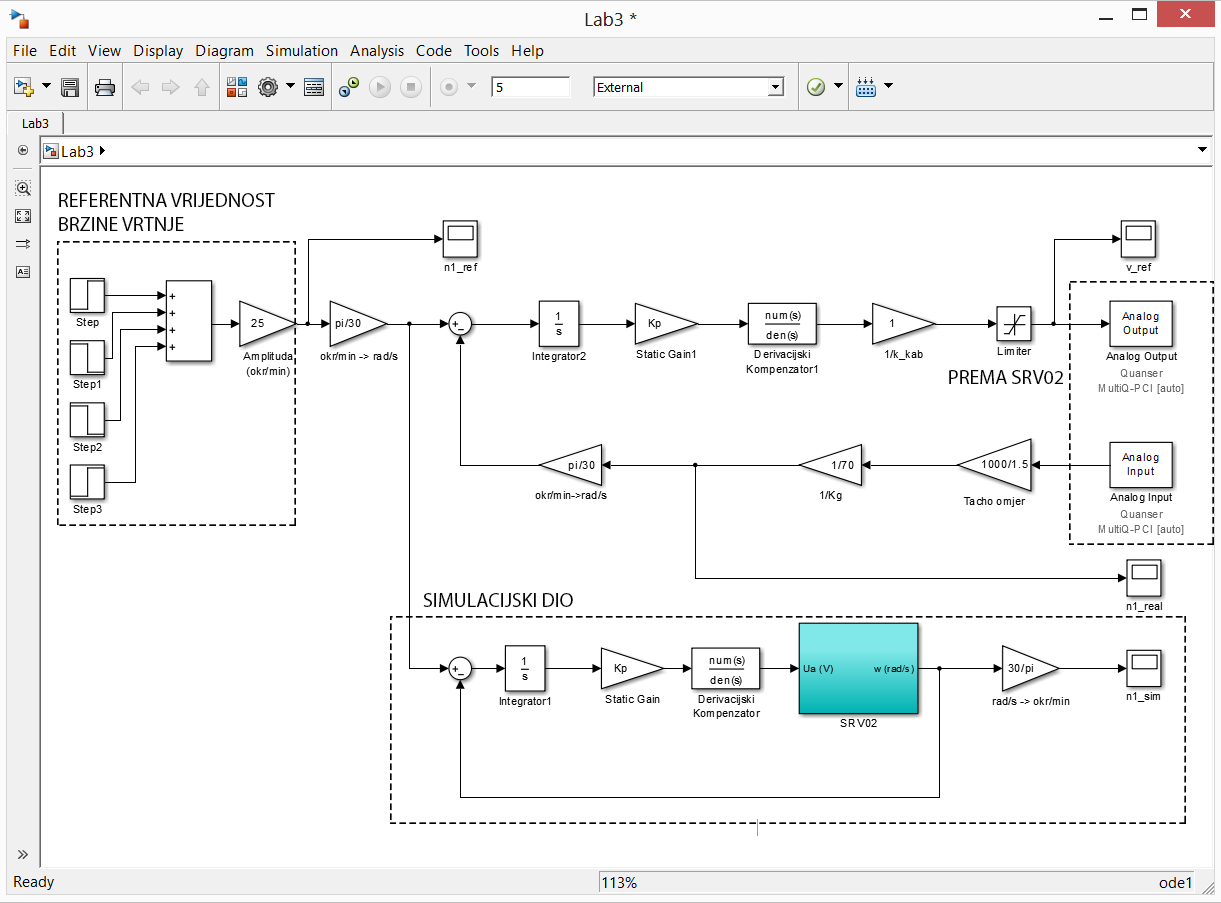 Lab3 *
File Edit View Display Diagram Simulation Analysis Code Tools Help
5
External
Lab3
Lab3
REFERENTNA VRIJEDNOST
BRZINE VRTNJE
Step
Step1
Step2
Step3
+
+
+
+
25
Amplituda
(okr/min)
n1_ref
pi/30
okr/min -> rad/s
+
-
1
s
Integrator2
Kp
Static Gain1
num(s)
den(s)
Derivacijski
Kompenzator1
1
1/k_kab
Limiter
v_ref
PREMA SRV02
Analog
Output
Analog Output
Quanser
MultiQ-PCI [auto]
pi/30
okr/min->rad/s
1/70
1/Kg
1000/1.5
Tacho omjer
Analog
Input
Analog Input
Quanser
MultiQ-PCI [auto]
n1_real
SIMULACIJSKI DIO
+
-
1
s
Integrator1
Kp
Static Gain
num(s)
den(s)
Derivacijski
Kompenzator
Ua (V)
w (rad/s)
SRV02
30/pi
rad/s -> okr/min
n1_sim
Ready
113%
ode1